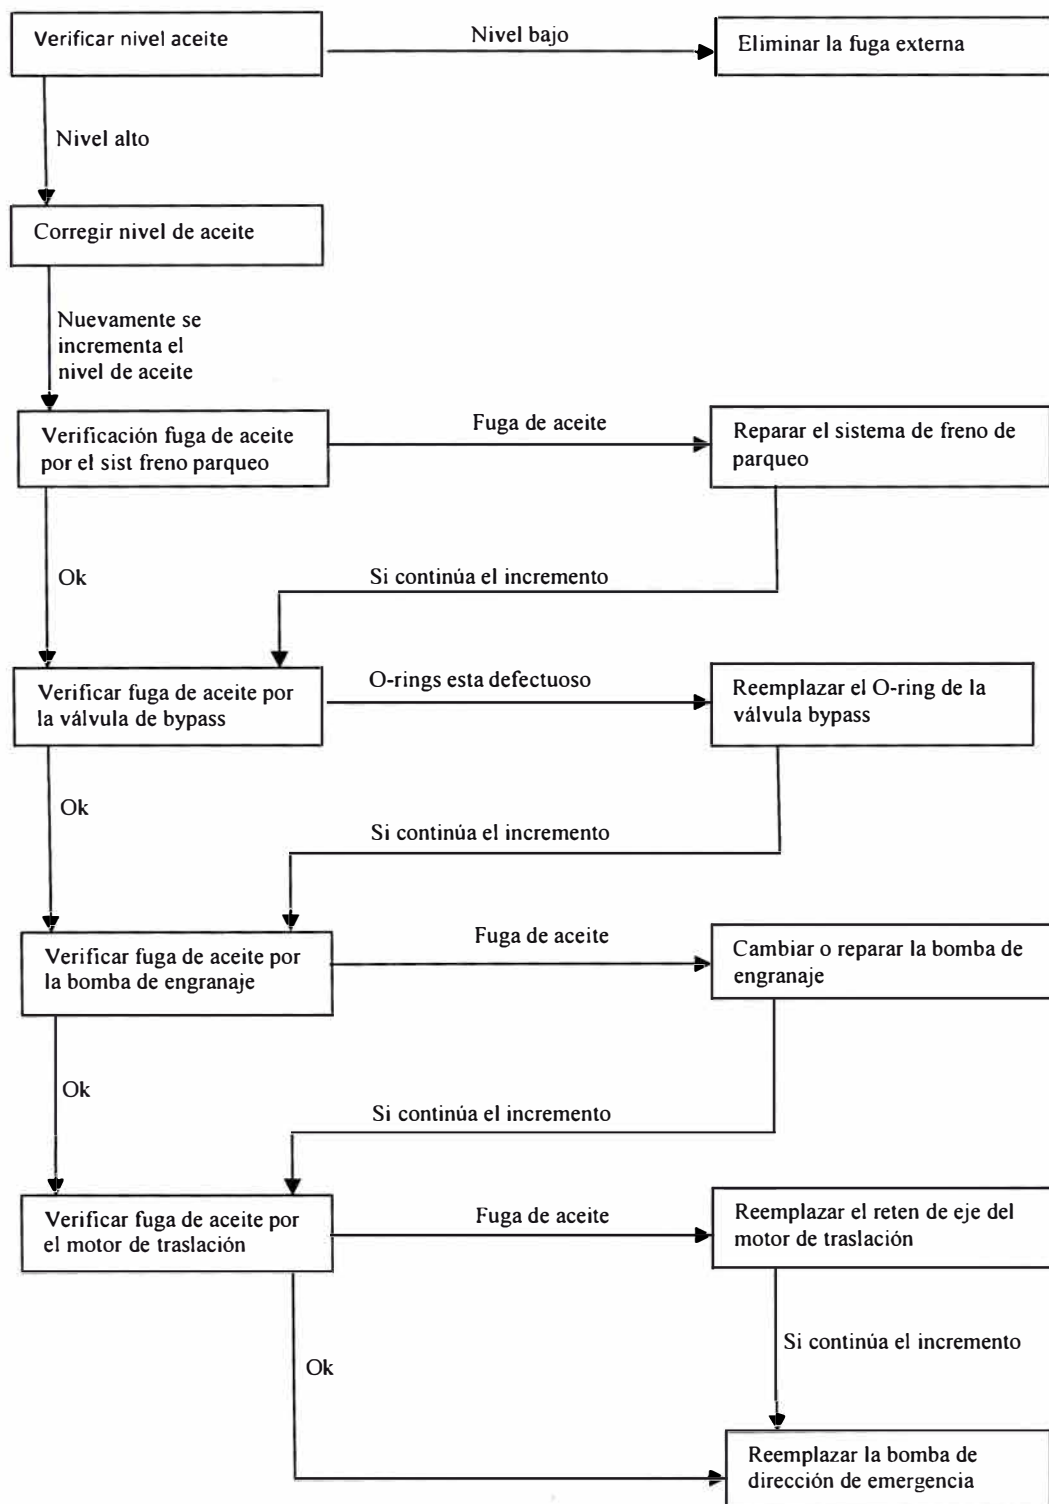 Verificar nivel aceite
Nivel bajo
Eliminar la fuga externa
Nivel alto
Corregir nivel de aceite
Nuevamente se
incrementa el
nivel de aceite
Verificación fuga de aceite
por el sist freno parqueo
Fuga de aceite
Reparar el sistema de freno de
parqueo
Ok
Si continúa el incremento
Verificar fuga de aceite por
la válvula de bypass
O-rings esta defectuoso
Reemplazar el O-ring de la
válvula bypass
Ok
Si continúa el incremento
Verificar fuga de aceite por
la bomba de engranaje
Fuga de aceite
Cambiar o reparar la bomba de
engranaje
Ok
Si continúa el incremento
Verificar fuga de aceite por
el motor de traslación
Fuga de aceite
Reemplazar el reten de eje del
motor de traslación
Si continúa el incremento
Ok
Reemplazar la bomba de
dirección de emergencia